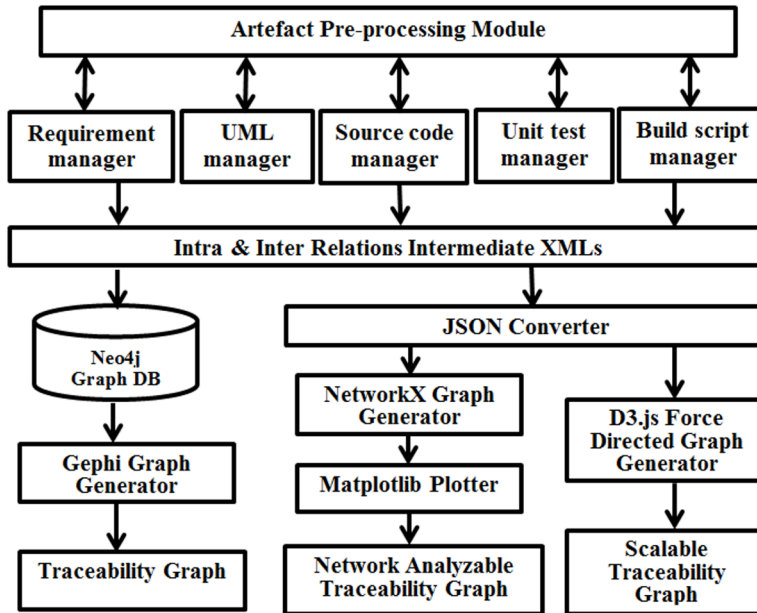 Artefact Pre-processing Module
Requirement
manager
UML
manager
Source code
manager
Unit test
manager
Build script
manager
Intra & Inter Relations Intermediate XMLs
Neo4j
Graph DB
JSON Converter
NetworkX Graph
Generator
D3.js Force
Directed Graph
Generator
Gephi Graph
Generator
Matplotlib Plotter
Traceability Graph
Network Analyzable
Traceability Graph
Scalable
Traceability
Graph